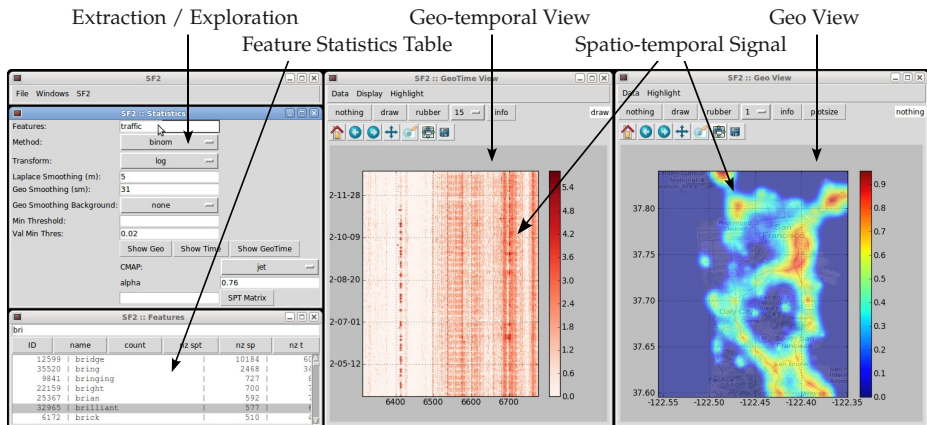 Extraction / Exploration
Geo-temporal View
Geo View
Feature Statistics Table
Spatio-temporal Signal
SF2
File Windows SF2
SF2 :: Statistics
Features: traffic
Method: binom
Transform: log
Laplace Smoothing (m): 5
Geo Smoothing (sm): 31
Geo Smoothing Background: none
Min Threshold:
Val Min Thres: 0.02
Show Geo Show Time Show GeoTime
CMAP: jet
alpha 0.76
SPT Matrix
SF2 :: Features
bri
ID name count nz spt nz sp nz t
12599 | bridge | 10184 | 60
35520 | bring | 2468 | 34
9841 | bringing | 727 |
22159 | bright | 700 |
25367 | brian | 592 |
32965 | brilliant | 577 |
6172 | brick | 510 |
SF2 :: GeoTime View
Data Display Highlight
nothing draw rubber 15 info draw
2-11-28
2-10-09
2-08-20
2-07-01
2-05-12
6400 6500 6600 6700
5.4
4.8
4.2
3.6
3.0
2.4
1.8
1.2
0.6
0.0
SF2 :: Geo View
Data Highlight
nothing draw rubber 1 info plotsize nothing
37.80
37.75
37.70
37.65
37.60
-122.55 -122.50 -122.45 -122.40 -122.35
San Francisco
Daly City
San Bruno
Pacifica
0.9
0.8
0.7
0.6
0.5
0.4
0.3
0.2
0.1
0.0